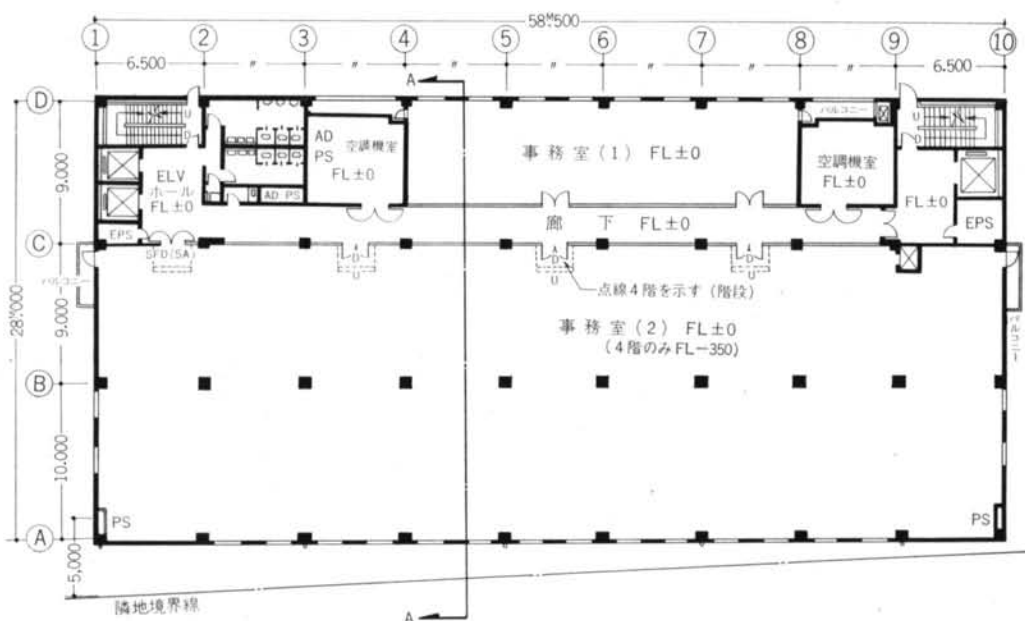 58ᴹ500
① ② ③ ④ ⑤ ⑥ ⑦ ⑧ ⑨ ⑩
6.500 〃 〃 〃 〃 〃 〃 〃 6.500
A
Ⓓ
U
D
バルコニー
U
D
AD
PS
空調機室
FL±0
事務室(1) FL±0
空調機室
FL±0
9.000
ELV
ホール
FL±0
AD PS
FL±0
EPS
EPS
廊下 FL±0
Ⓒ
SFD(SA)
D
U
D
U
D
U
バルコニー
点線4階を示す(階段)
28ᴹ000
9.000
事務室(2) FL±0
(4階のみFL−350)
バルコニー
Ⓑ
10.000
PS
PS
Ⓐ
5,000
隣地境界線
A